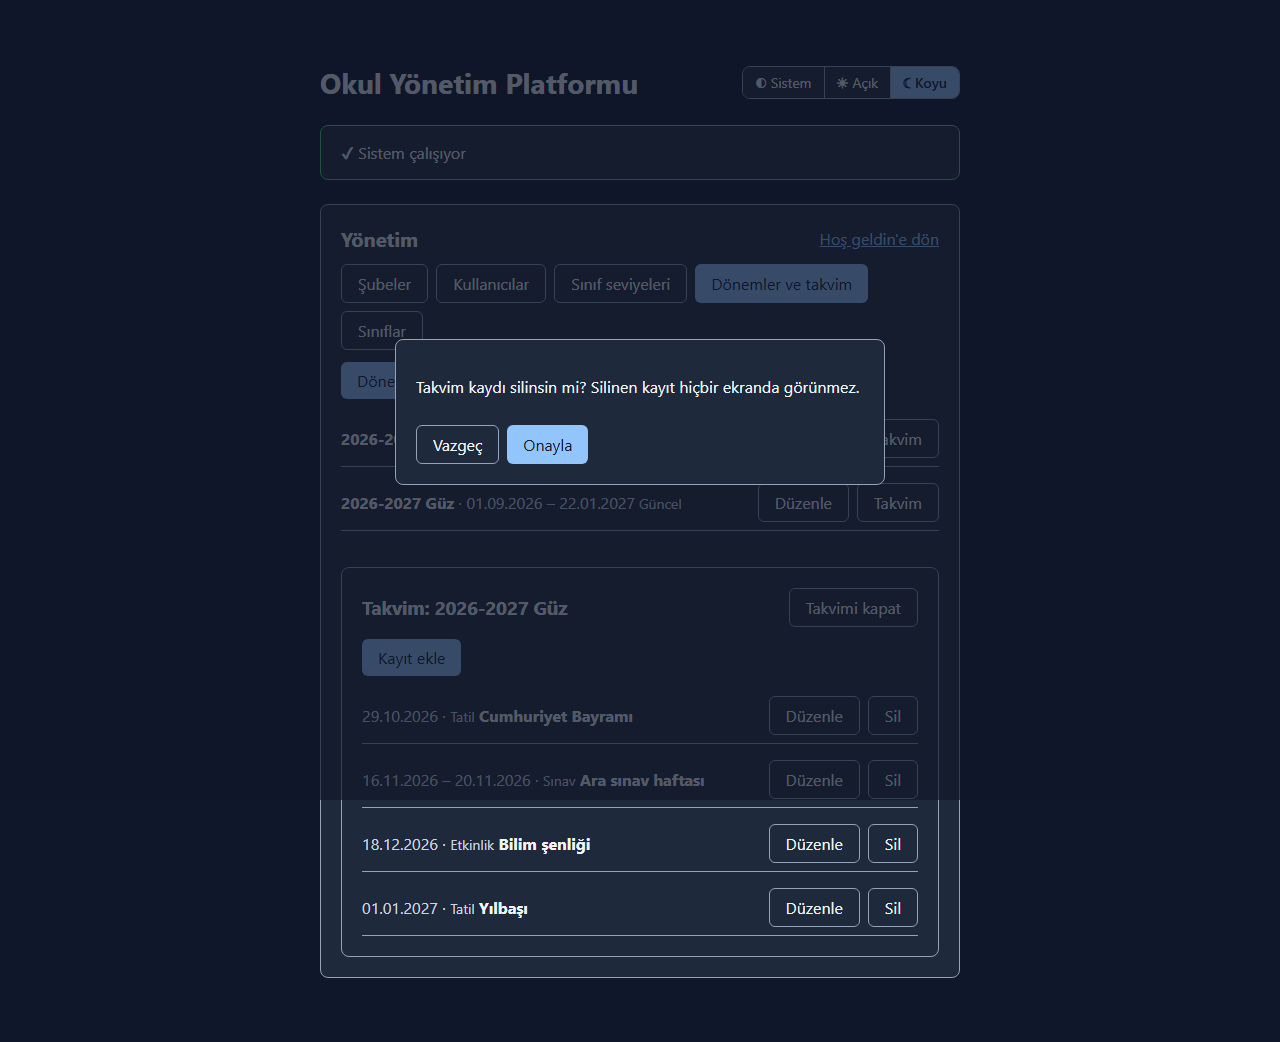 Okul Yönetim Platformu
◐ Sistem ☀ Açık ☾ Koyu
✓ Sistem çalışıyor
Yönetim
Hoş geldin'e dön
Şubeler Kullanıcılar Sınıf seviyeleri Dönemler ve takvim
Sınıflar
Döne
Takvim kaydı silinsin mi? Silinen kayıt hiçbir ekranda görünmez.
Vazgeç Onayla
2026-2027 Güz · 01.09.2026 – 22.01.2027 Güncel Düzenle Takvim
Takvim: 2026-2027 Güz Takvimi kapat
Kayıt ekle
29.10.2026 · Tatil Cumhuriyet Bayramı Düzenle Sil
16.11.2026 – 20.11.2026 · Sınav Ara sınav haftası Düzenle Sil
18.12.2026 · Etkinlik Bilim şenliği Düzenle Sil
01.01.2027 · Tatil Yılbaşı Düzenle Sil